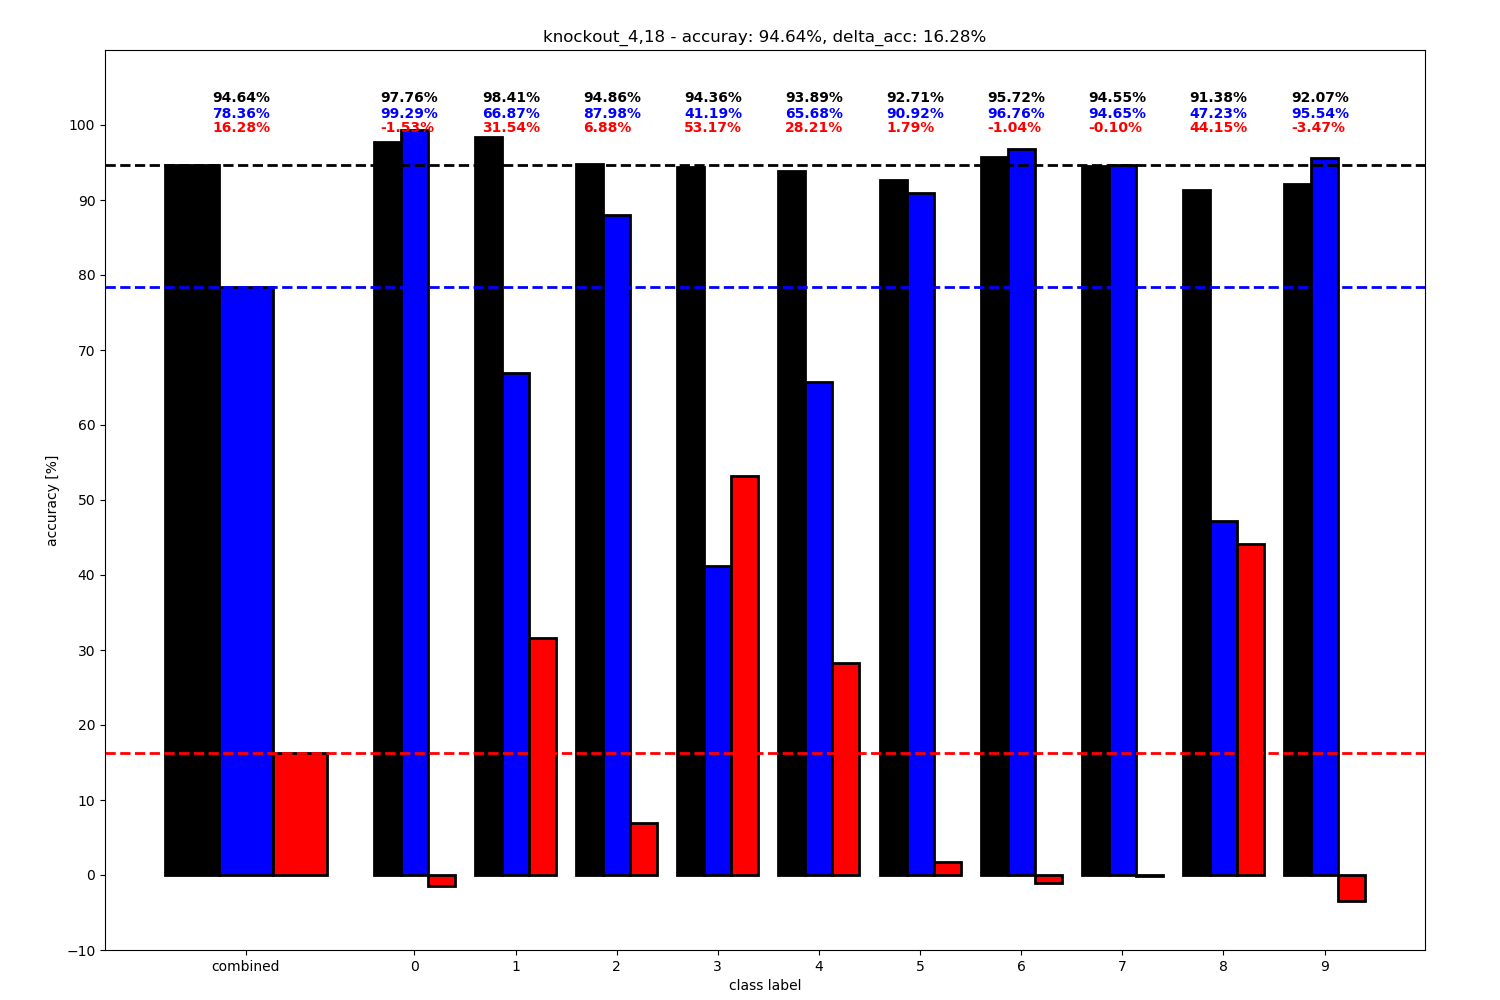 knockout_4,18 - accuray: 94.64%, delta_acc: 16.28%
94.64% 97.76% 98.41% 94.86% 94.36% 93.89% 92.71% 95.72% 94.55% 91.38% 92.07%
78.36% 99.29% 66.87% 87.98% 41.19% 65.68% 90.92% 96.76% 94.65% 47.23% 95.54%
16.28% -1.53% 31.54% 6.88% 53.17% 28.21% 1.79% -1.04% -0.10% 44.15% -3.47%
100
90
80
70
60
50
40
30
20
10
0
−10
accuracy [%]
combined 0 1 2 3 4 5 6 7 8 9
class label